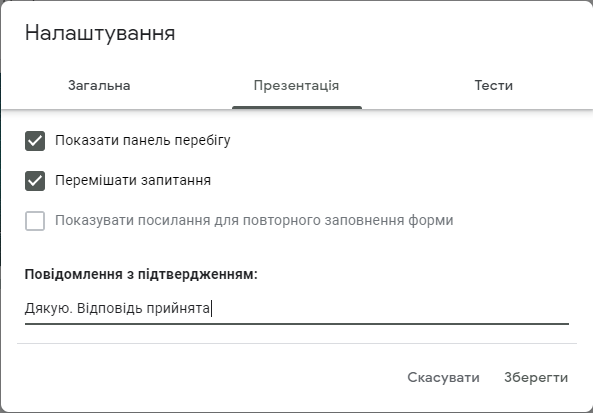 Налаштування
Загальна Презентація Тести
Показати панель перебігу
Перемішати запитання
Показувати посилання для повторного заповнення форми
Повідомлення з підтвердженням:
Дякую. Відповідь прийнята
Скасувати Зберегти